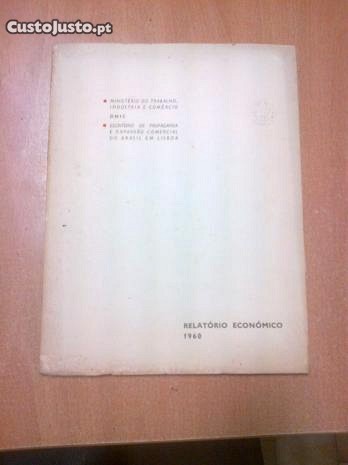 CustoJusto.pt
MINISTÉRIO DO TRABALHO,
INDÚSTRIA E COMÉRCIO
DNIC
ESCRITÓRIO DE PROPAGANDA
E EXPANSÃO COMERCIAL
DO BRASIL EM LISBOA
RELATÓRIO ECONÓMICO
1960